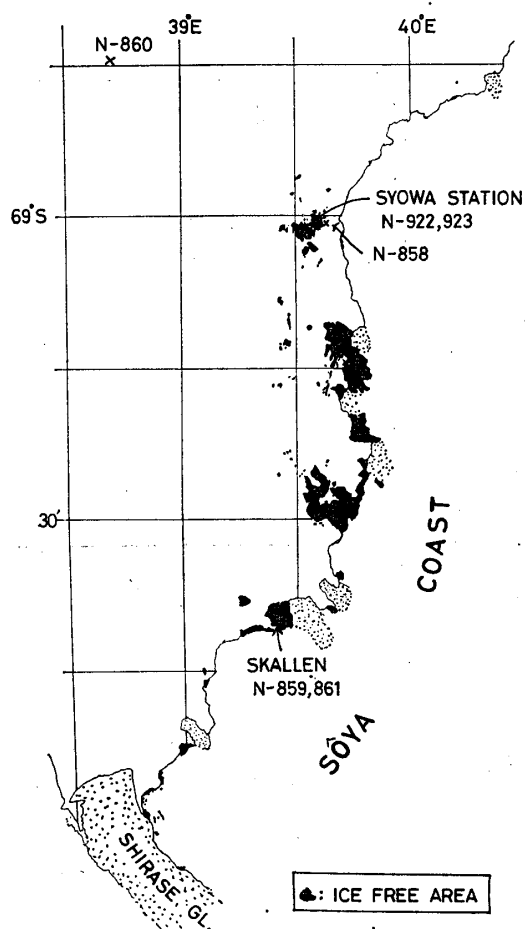 39°E
40°E
N-860
69°S
SYOWA STATION
N-922,923
N-858
30'
COAST
SKALLEN
N-859,861
SÔYA
SHIRASE GL.
: ICE FREE AREA